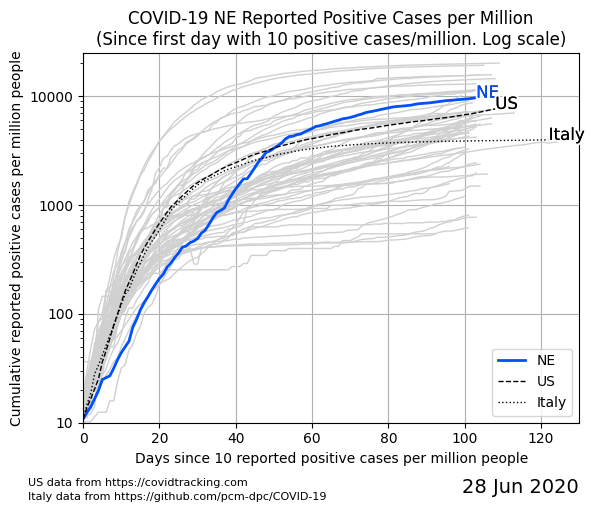 COVID-19 NE Reported Positive Cases per Million
(Since first day with 10 positive cases/million. Log scale)
Cumulative reported positive cases per million people
10000
1000
100
10
NE
US
Italy
NE
US
Italy
0 20 40 60 80 100 120
Days since 10 reported positive cases per million people
US data from https://covidtracking.com
Italy data from https://github.com/pcm-dpc/COVID-19
28 Jun 2020